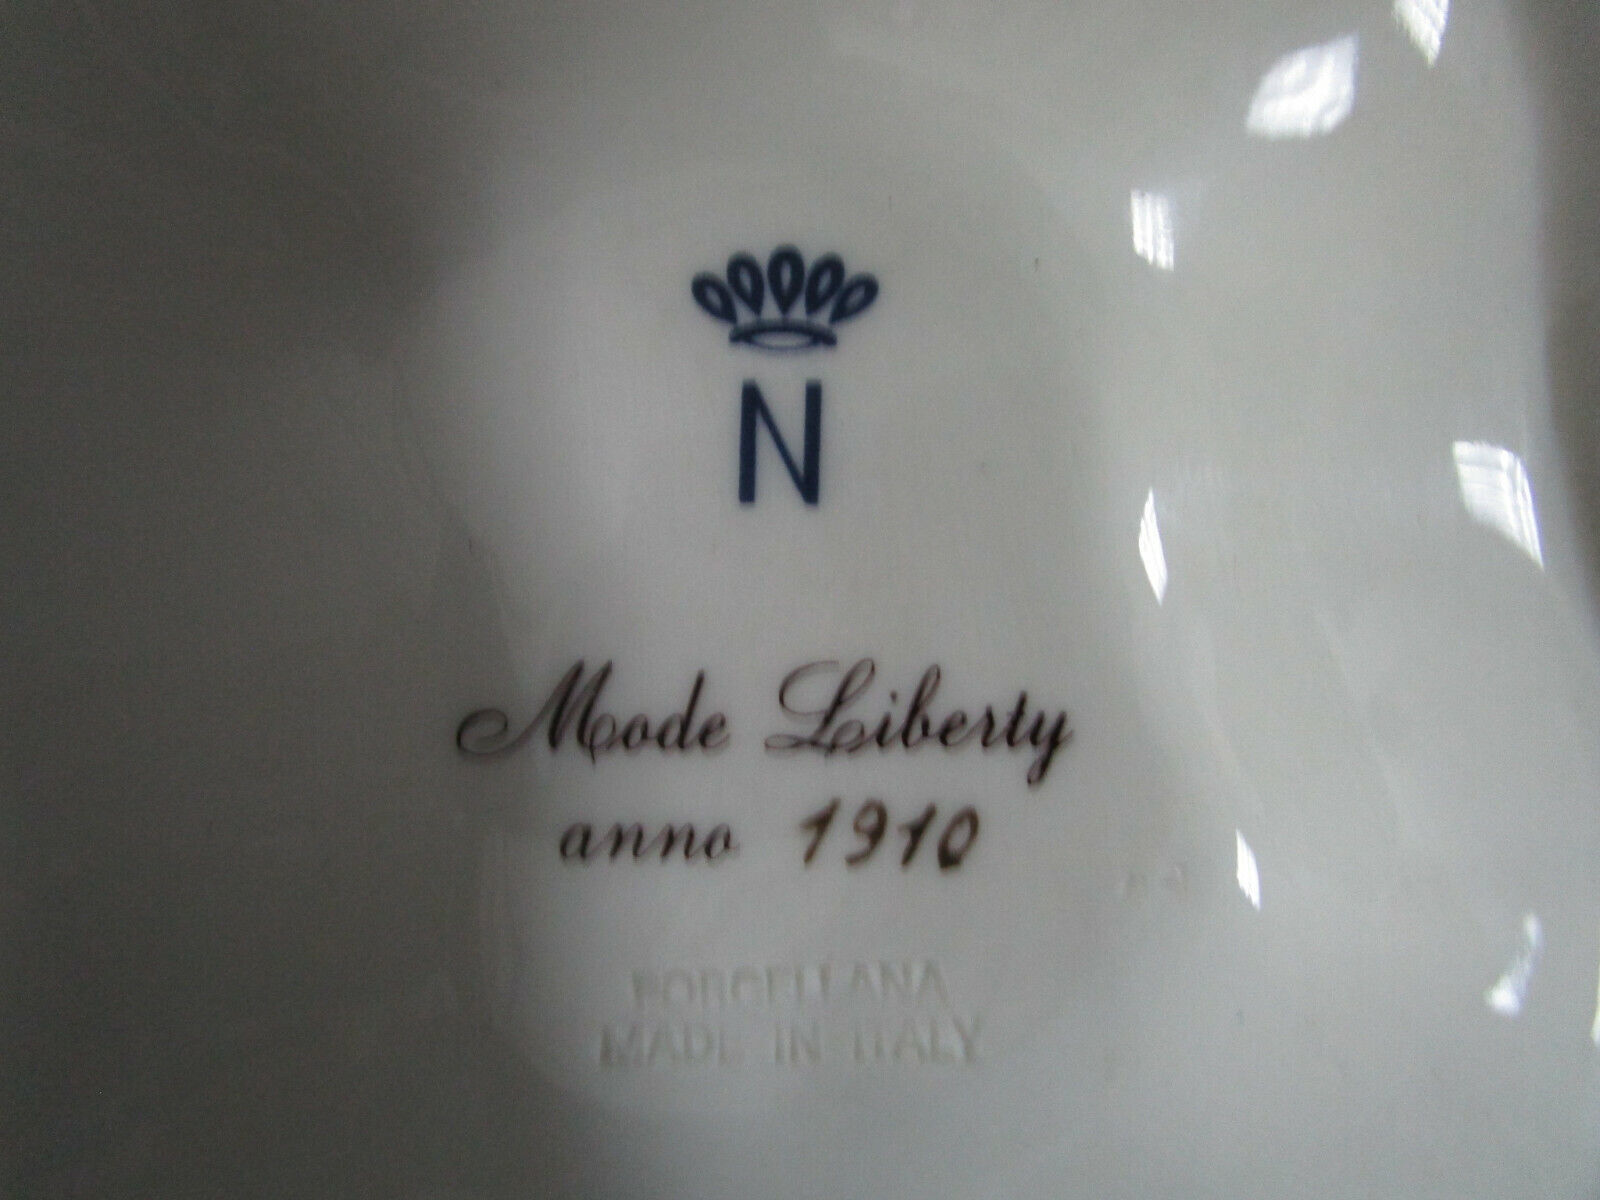 N
Mode Liberty
anno 1910
PORCELLANA
MADE IN ITALY